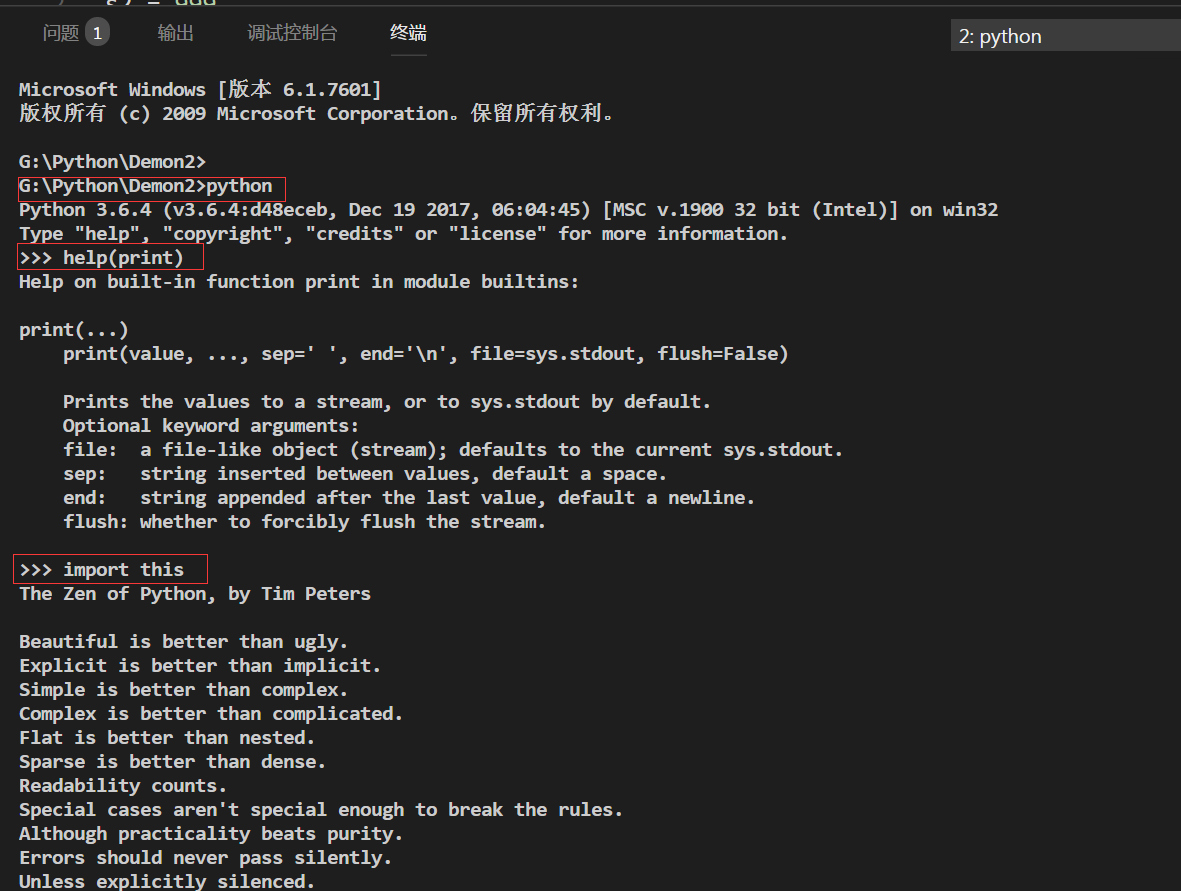 问题 1 输出 调试控制台 终端 2: python
Microsoft Windows [版本 6.1.7601]
版权所有 (c) 2009 Microsoft Corporation。保留所有权利。
G:\Python\Demon2>
G:\Python\Demon2>python
Python 3.6.4 (v3.6.4:d48eceb, Dec 19 2017, 06:04:45) [MSC v.1900 32 bit (Intel)] on win32
Type "help", "copyright", "credits" or "license" for more information.
>>> help(print)
Help on built-in function print in module builtins:
print(...)
    print(value, ..., sep=' ', end='\n', file=sys.stdout, flush=False)
    Prints the values to a stream, or to sys.stdout by default.
    Optional keyword arguments:
    file:  a file-like object (stream); defaults to the current sys.stdout.
    sep:   string inserted between values, default a space.
    end:   string appended after the last value, default a newline.
    flush: whether to forcibly flush the stream.
>>> import this
The Zen of Python, by Tim Peters
Beautiful is better than ugly.
Explicit is better than implicit.
Simple is better than complex.
Complex is better than complicated.
Flat is better than nested.
Sparse is better than dense.
Readability counts.
Special cases aren't special enough to break the rules.
Although practicality beats purity.
Errors should never pass silently.
Unless explicitly silenced.